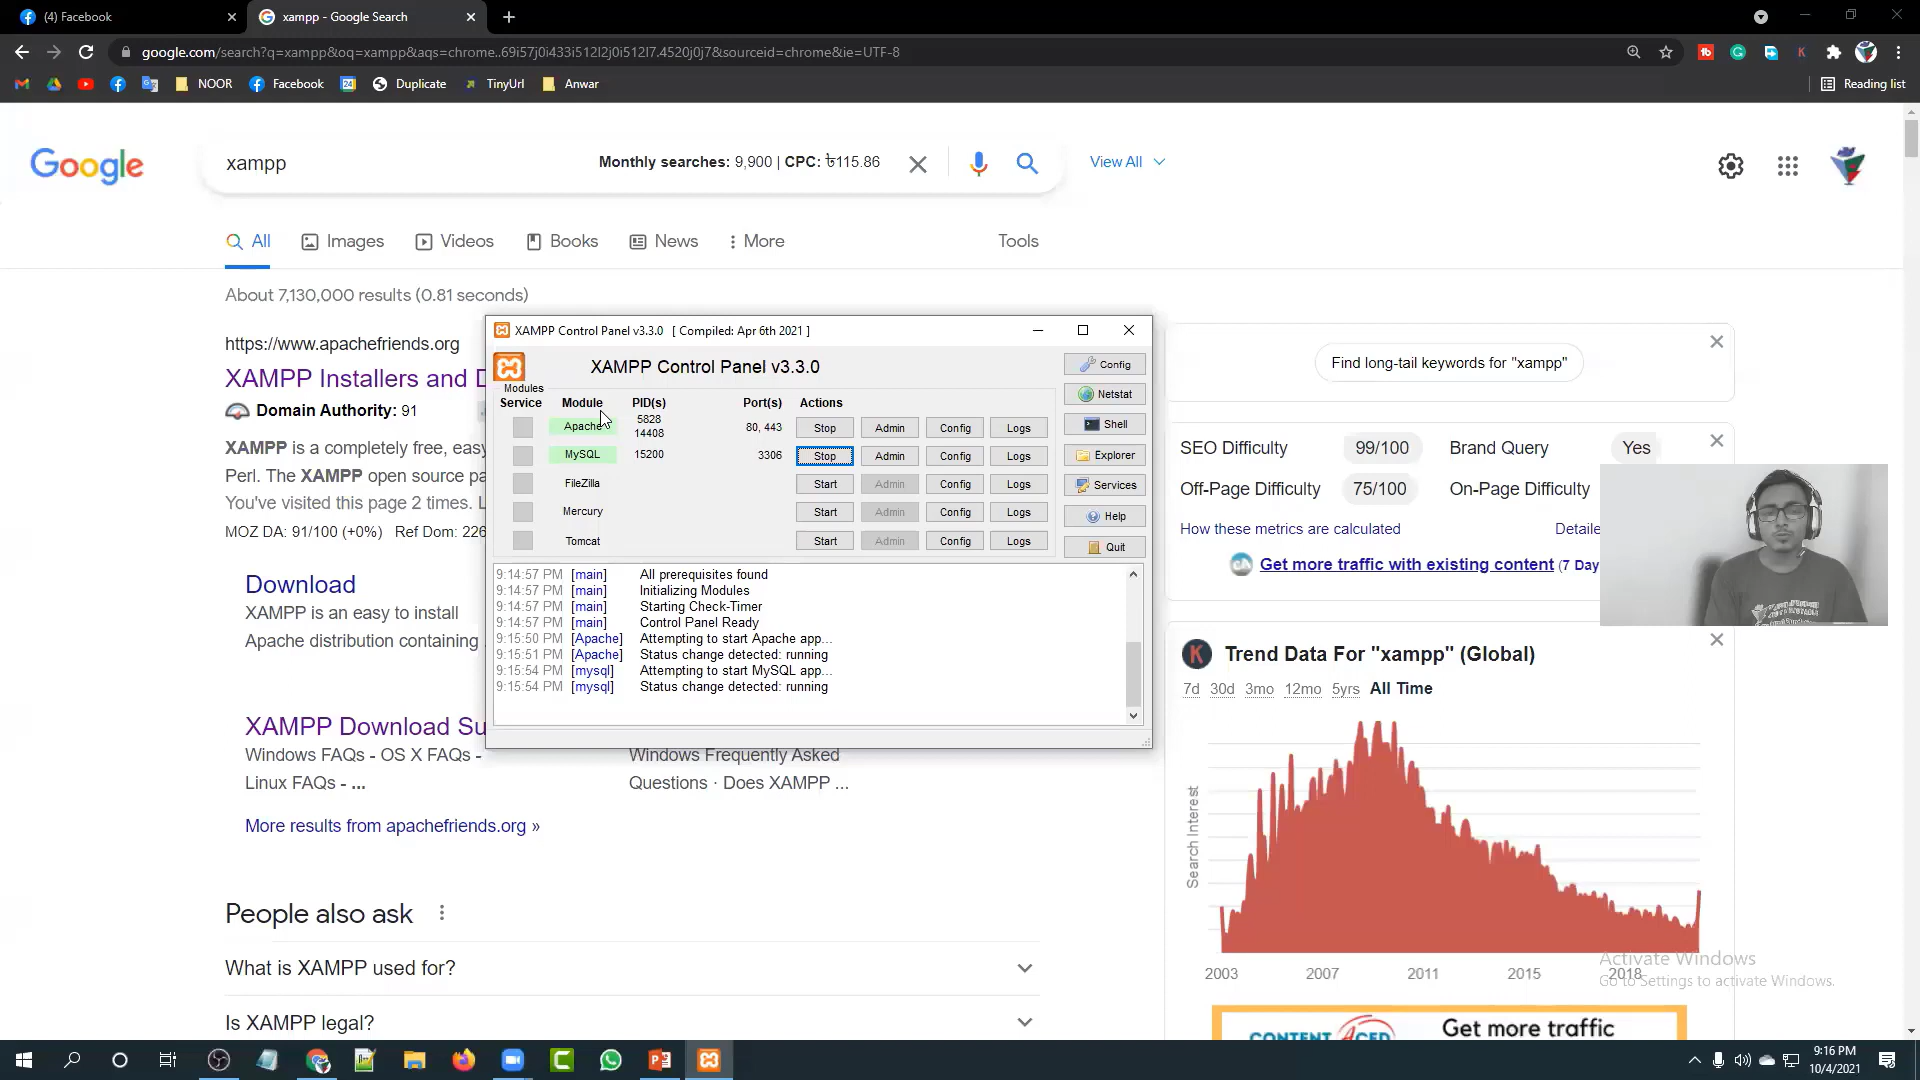 (4) Facebook
xampp - Google Search
google.com/search?q=xampp&oq=xampp&aqs=chrome..69i57j0i433i512l2j0i512l7.4520j0j7&sourceid=chrome&ie=UTF-8
NOOR
Facebook
24
Duplicate
TinyUrl
Anwar
Reading list
Google
xampp
Monthly searches: 9,900 | CPC: ৳115.86
View All
All
Images
Videos
Books
News
More
Tools
About 7,130,000 results (0.81 seconds)
https://www.apachefriends.org
XAMPP Installers and D
Domain Authority: 91
XAMPP is a completely free, easy
Perl. The XAMPP open source pa
You've visited this page 2 times. L
MOZ DA: 91/100 (+0%) Ref Dom: 226
Download
XAMPP is an easy to install
Apache distribution containing
XAMPP Download Su
Windows FAQs - OS X FAQs -
Linux FAQs - ...
Windows Frequently Asked
Questions · Does XAMPP ...
More results from apachefriends.org »
People also ask
What is XAMPP used for?
Is XAMPP legal?
XAMPP Control Panel v3.3.0 [ Compiled: Apr 6th 2021 ]
XAMPP Control Panel v3.3.0
Modules
Service Module PID(s) Port(s) Actions
Apache 5828 14408 80, 443 Stop Admin Config Logs
MySQL 15200 3306 Stop Admin Config Logs
FileZilla Start Admin Config Logs
Mercury Start Admin Config Logs
Tomcat Start Admin Config Logs
Config
Netstat
Shell
Explorer
Services
Help
Quit
9:14:57 PM [main] All prerequisites found
9:14:57 PM [main] Initializing Modules
9:14:57 PM [main] Starting Check-Timer
9:14:57 PM [main] Control Panel Ready
9:15:50 PM [Apache] Attempting to start Apache app...
9:15:51 PM [Apache] Status change detected: running
9:15:54 PM [mysql] Attempting to start MySQL app...
9:15:54 PM [mysql] Status change detected: running
Find long-tail keywords for "xampp"
SEO Difficulty 99/100 Brand Query Yes
Off-Page Difficulty 75/100 On-Page Difficulty
How these metrics are calculated
Detaile
Get more traffic with existing content (7 Day
Trend Data For "xampp" (Global)
7d 30d 3mo 12mo 5yrs All Time
Search Interest
2003 2007 2011 2015 2018
Activate Windows
Go to Settings to activate Windows.
CONTENT ACED
Get more traffic
9:16 PM
10/4/2021